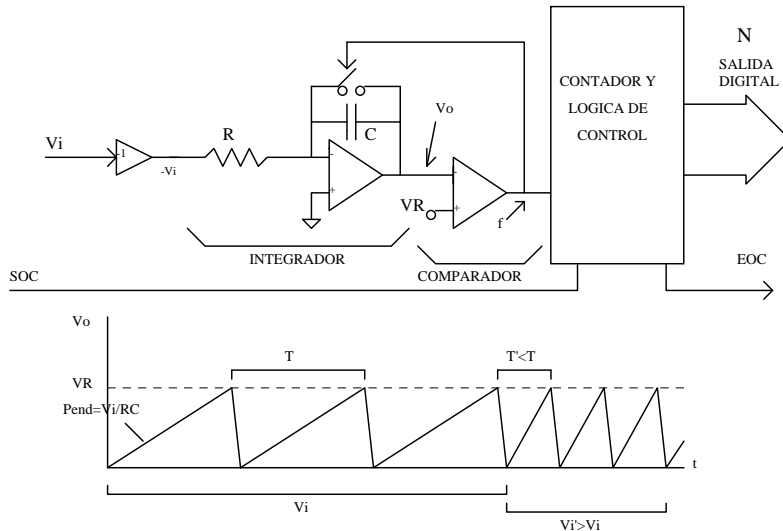 N
SALIDA
DIGITAL
CONTADOR Y
LOGICA DE
CONTROL
Vo
C
R
Vi
-1
-Vi
-
+
-
+
VR
f
INTEGRADOR
COMPARADOR
SOC
EOC
Vo
T
T'<T
VR
Pend=Vi/RC
t
Vi
Vi'>Vi